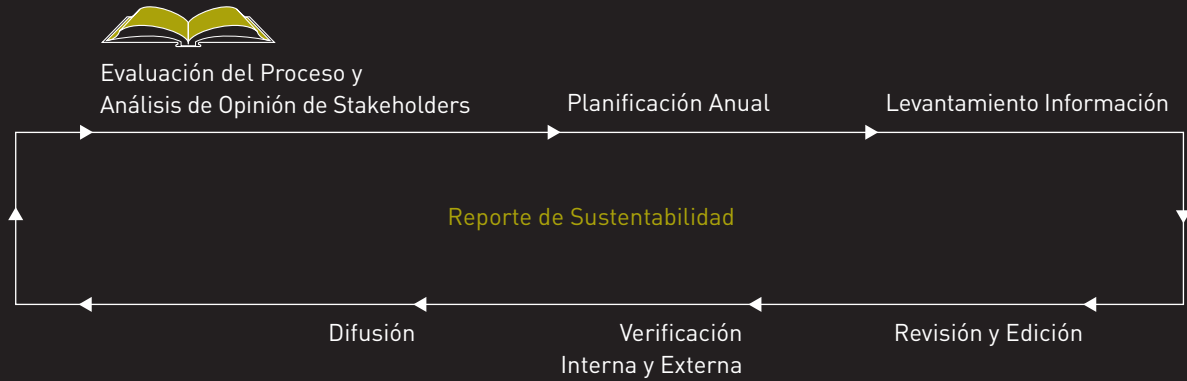 Evaluación del Proceso y
Análisis de Opinión de Stakeholders
Planificación Anual
Levantamiento Información
Reporte de Sustentabilidad
Difusión
Verificación
Interna y Externa
Revisión y Edición